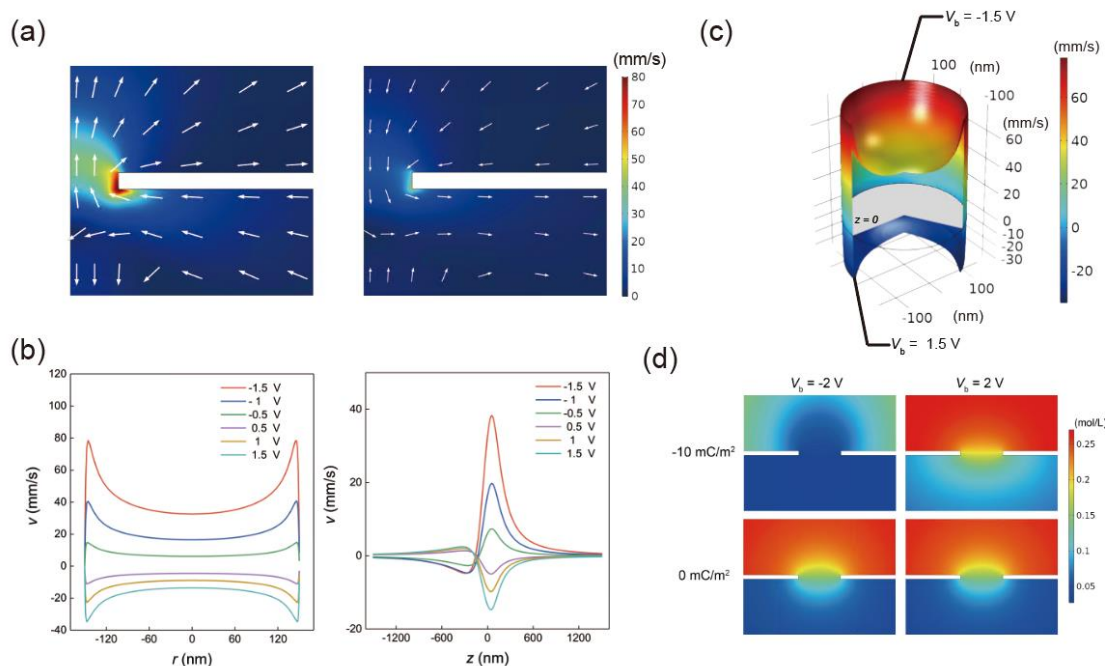 (a)
(mm/s)
80
70
60
50
40
30
20
10
0
(b)
v (mm/s)
120
100
80
60
40
20
0
-20
-40
-1.5 V
- 1 V
-0.5 V
0.5 V
1 V
1.5 V
-120
-60
0
60
120
r (nm)
v (mm/s)
40
20
0
-20
-1.5 V
- 1 V
-0.5 V
0.5 V
1 V
1.5 V
-1200
-600
0
6000
1200
z (nm)
(c)
Vb = -1.5 V
100
(nm)
-100
(mm/s)
60
40
20
0
-10
-20
-30
z = 0
100
(nm)
-100
Vb = 1.5 V
(mm/s)
60
40
20
0
-20
(d)
Vb = -2 V
Vb = 2 V
-10 mC/m²
0 mC/m²
(mol/L)
0.25
0.2
0.15
0.1
0.05